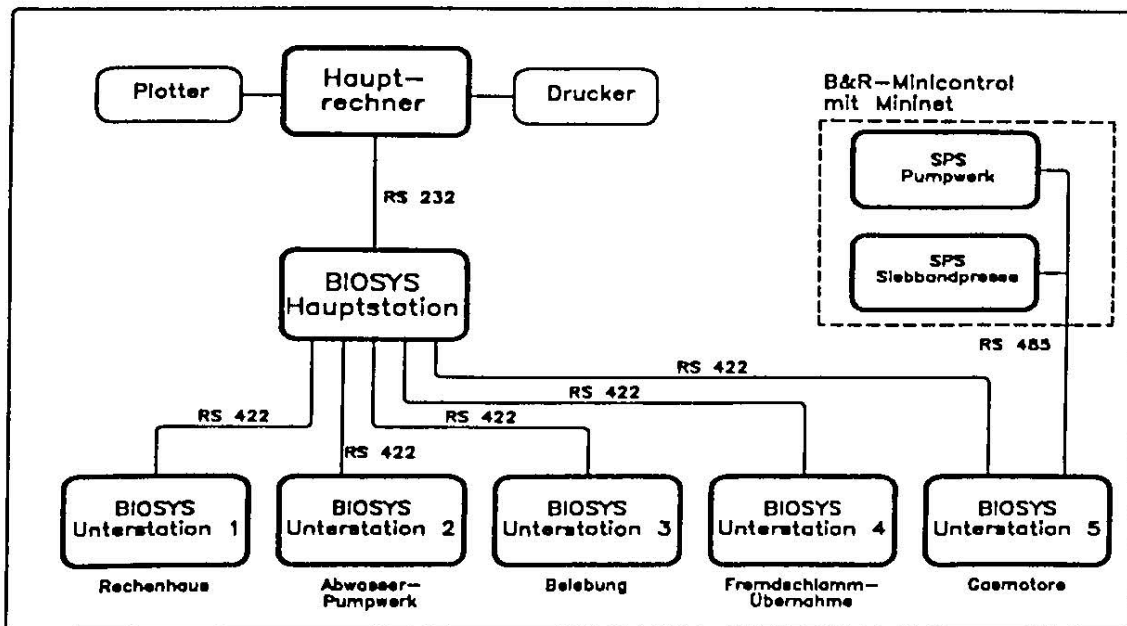 Plotter
Haupt-
rechner
Drucker
B&R-Minicontrol
mit Mininet
SPS
Pumpwerk
SPS
Siebbandpresse
RS 232
BIOSYS
Hauptstation
RS 485
RS 422
RS 422
RS 422
RS 422
RS 422
BIOSYS
Unterstation 1
BIOSYS
Unterstation 2
BIOSYS
Unterstation 3
BIOSYS
Unterstation 4
BIOSYS
Unterstation 5
Rechenhaus
Abwasser-
Pumpwerk
Belebung
Fremdschlamm-
Übernahme
Gasmotore